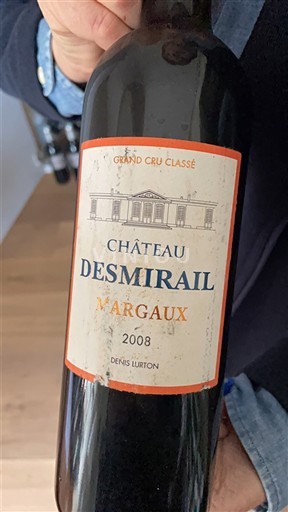 GRAND CRU CLASSÉ
CHÂTEAU
DESMIRAIL
MARGAUX
2008
DENIS LURTON